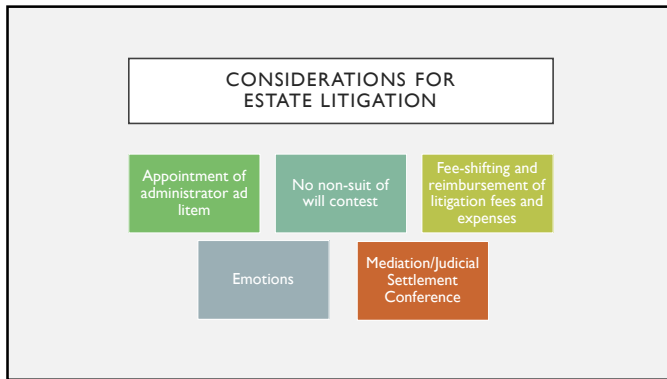 CONSIDERATIONS FOR
ESTATE LITIGATION
Appointment of
administrator ad
litem
No non-suit of
will contest
Fee-shifting and
reimbursement of
litigation fees and
expenses
Emotions
Mediation/Judicial
Settlement
Conference